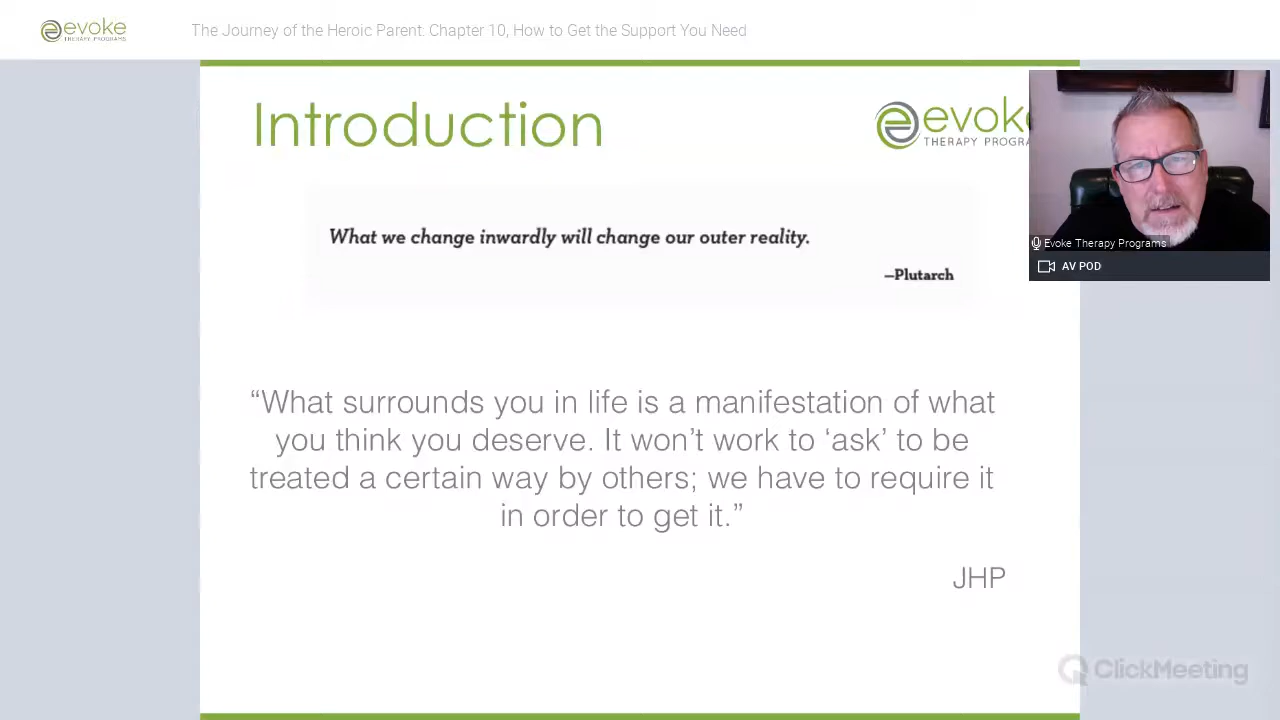 evoke
THERAPY PROGRAMS
The Journey of the Heroic Parent: Chapter 10, How to Get the Support You Need
Introduction
evoke
THERAPY PROGRA
What we change inwardly will change our outer reality.
—Plutarch
“What surrounds you in life is a manifestation of what
you think you deserve. It won’t work to ‘ask’ to be
treated a certain way by others; we have to require it
in order to get it.”
JHP
Evoke Therapy Programs
AV POD
ClickMeeting